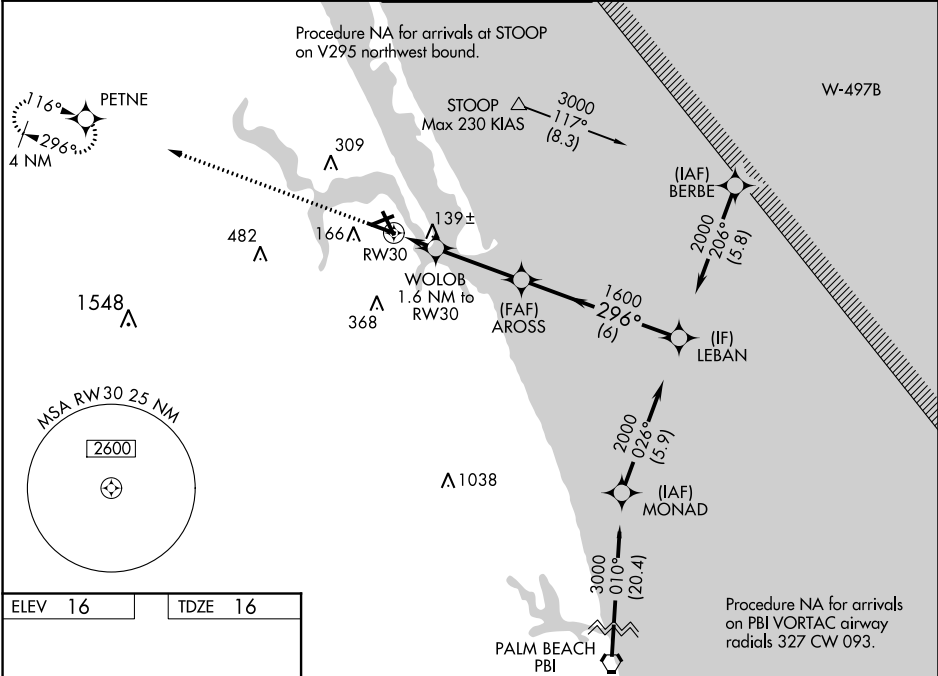 Procedure NA for arrivals at STOOP
on V295 northwest bound.
W-497B
116°
PETNE
296°
4 NM
STOOP
Max 230 KIAS
3000
117°
(8.3)
309
(IAF)
BERBE
2000
206°
(5.8)
482
166
139±
RW30
WOLOB
1.6 NM to
RW30
(FAF)
AROSS
1600
296°
(6)
(IF)
LEBAN
1548
368
MSA RW30 25 NM
2600
1038
2000
026°
(5.9)
(IAF)
MONAD
3000
010°
(20.4)
ELEV 16
TDZE 16
PALM BEACH
PBI
Procedure NA for arrivals
on PBI VORTAC airway
radials 327 CW 093.